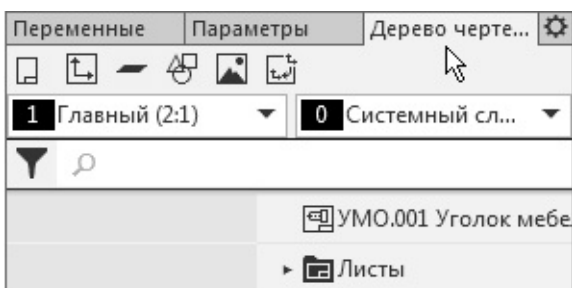 Переменные Параметры Дерево черте...
1 Главный (2:1) 0 Системный сл...
УМО.001 Уголок мебе
Листы